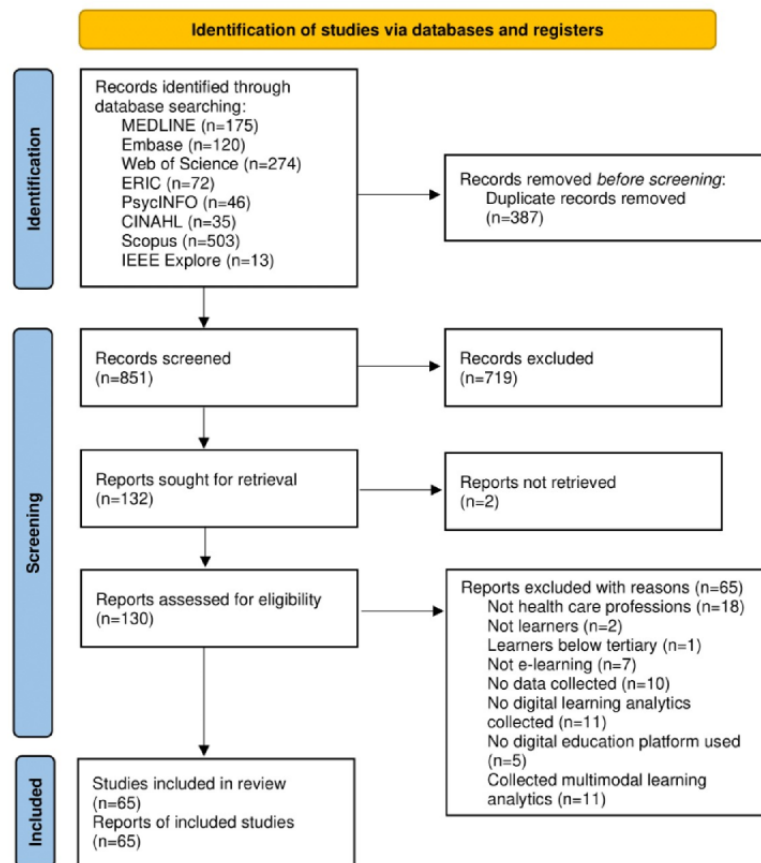 Identification of studies via databases and registers
Identification
Records identified through
database searching:
MEDLINE (n=175)
Embase (n=120)
Web of Science (n=274)
ERIC (n=72)
PsycINFO (n=46)
CINAHL (n=35)
Scopus (n=503)
IEEE Explore (n=13)
Records removed before screening:
Duplicate records removed
(n=387)
Screening
Records screened
(n=851)
Records excluded
(n=719)
Reports sought for retrieval
(n=132)
Reports not retrieved
(n=2)
Reports assessed for eligibility
(n=130)
Reports excluded with reasons (n=65)
Not health care professions (n=18)
Not learners (n=2)
Learners below tertiary (n=1)
Not e-learning (n=7)
No data collected (n=10)
No digital learning analytics
collected (n=11)
No digital education platform used
(n=5)
Collected multimodal learning
analytics (n=11)
Included
Studies included in review
(n=65)
Reports of included studies
(n=65)